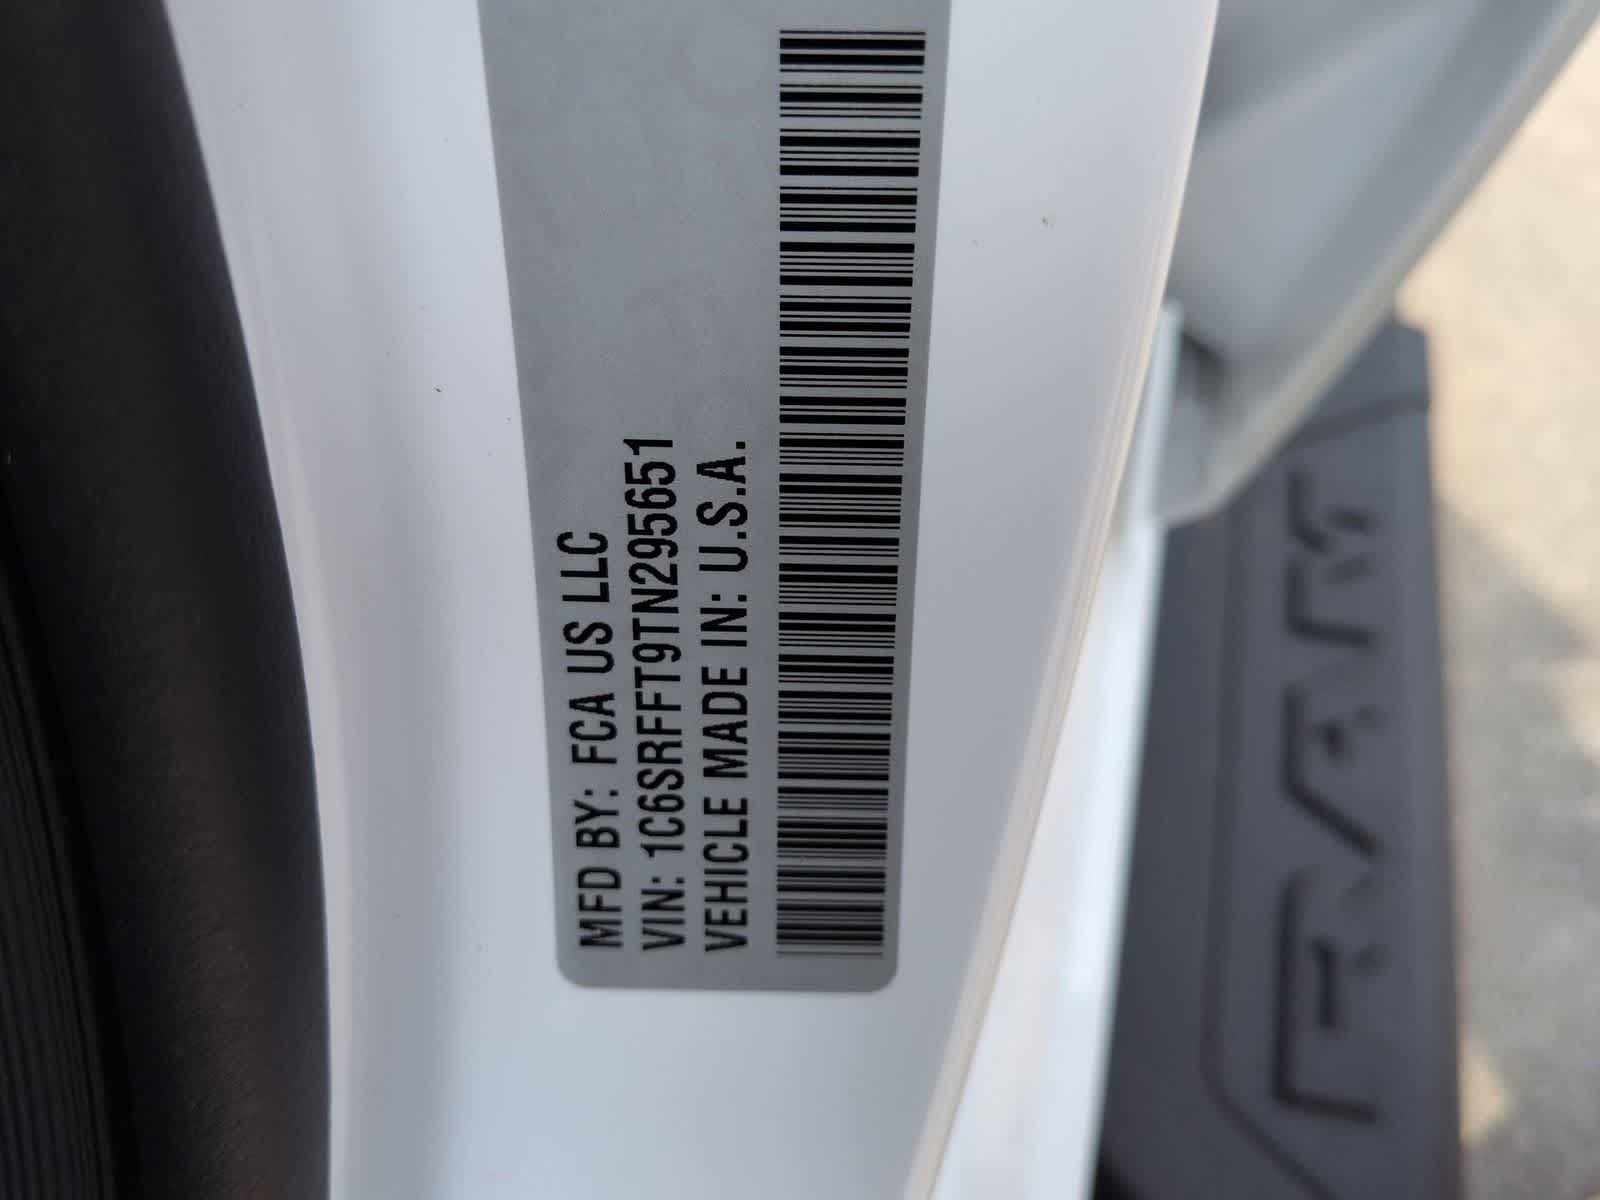 MFD BY: FCA US LLC
VIN: 1C6SRFFT9TN295651
VEHICLE MADE IN: U.S.A.
RAM